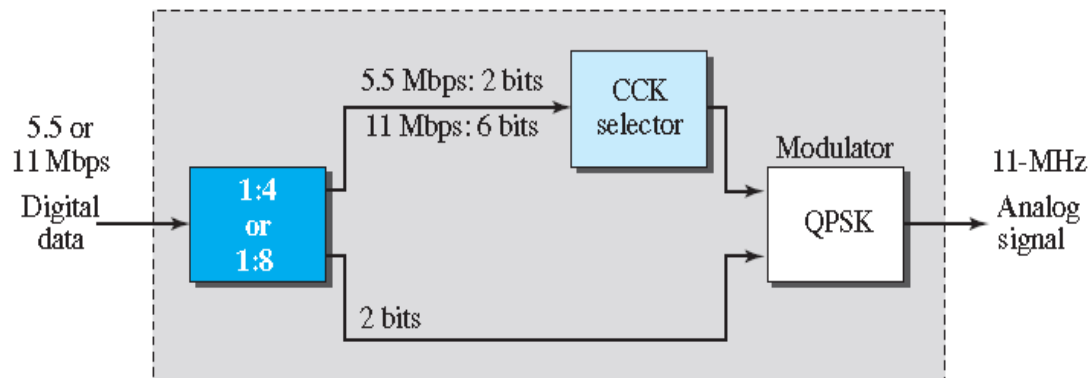 5.5 or
11 Mbps
Digital
data
1:4
or
1:8
5.5 Mbps: 2 bits
11 Mbps: 6 bits
2 bits
CCK
selector
Modulator
QPSK
11-MHz
Analog
signal